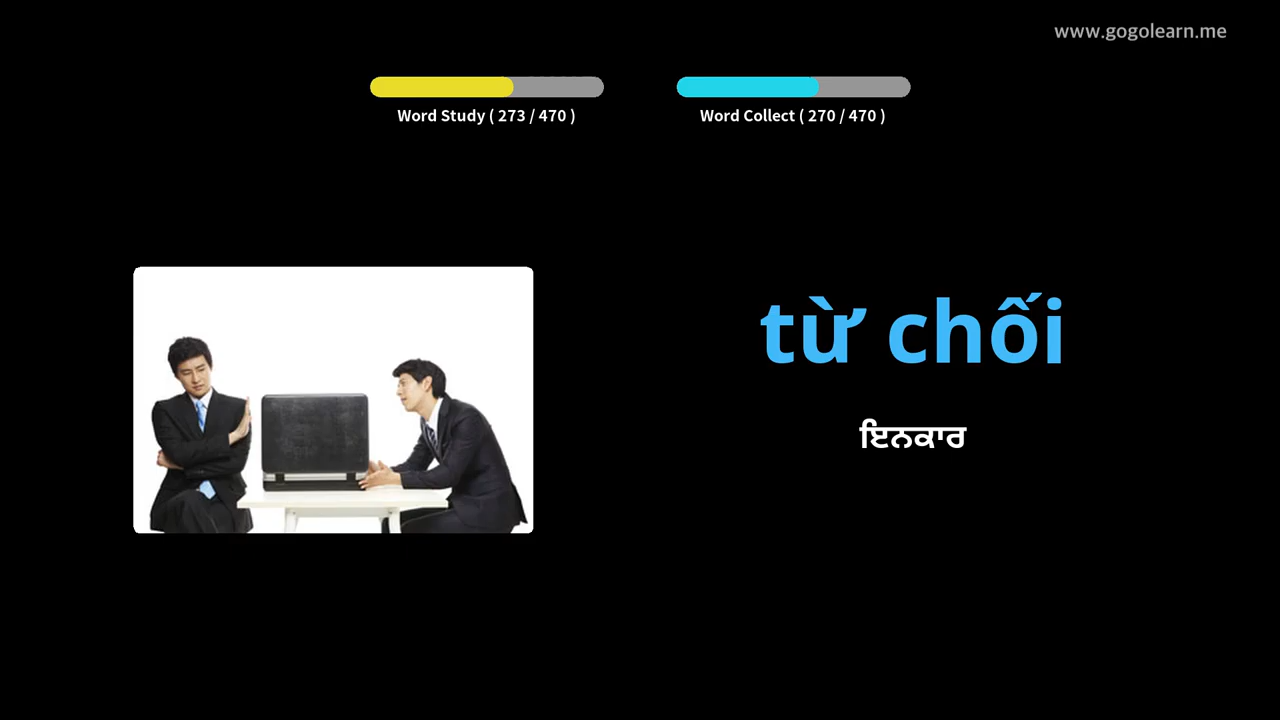 www.gogolearn.me
Word Study ( 273 / 470 )
Word Collect ( 270 / 470 )
từ chối
ਇਨਕਾਰ